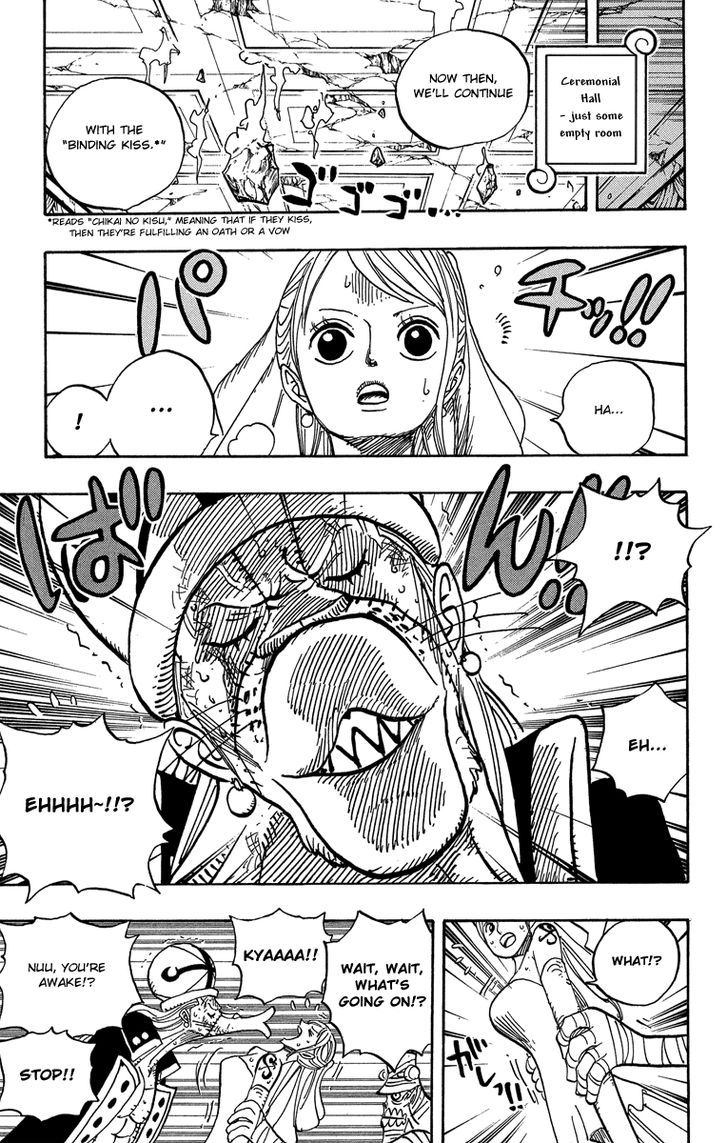 Ceremonial
Hall
- just some
empty room
NOW THEN,
WE'LL CONTINUE
WITH THE
"BINDING KISS.*"
ゴゴゴゴ...
*READS "CHIKAI NO KISU," MEANING THAT IF THEY KISS,
THEN THEY'RE FULFILLING AN OATH OR A VOW
パチッ!!
HA...
...
!
!!?
ばん!!
EH...
EHHHH~!!?
WHAT!?
ガしっ!!
WAIT, WAIT,
WHAT'S
GOING ON!?
KYAAAA!!
NUU, YOU'RE
AWAKE!?
STOP!!